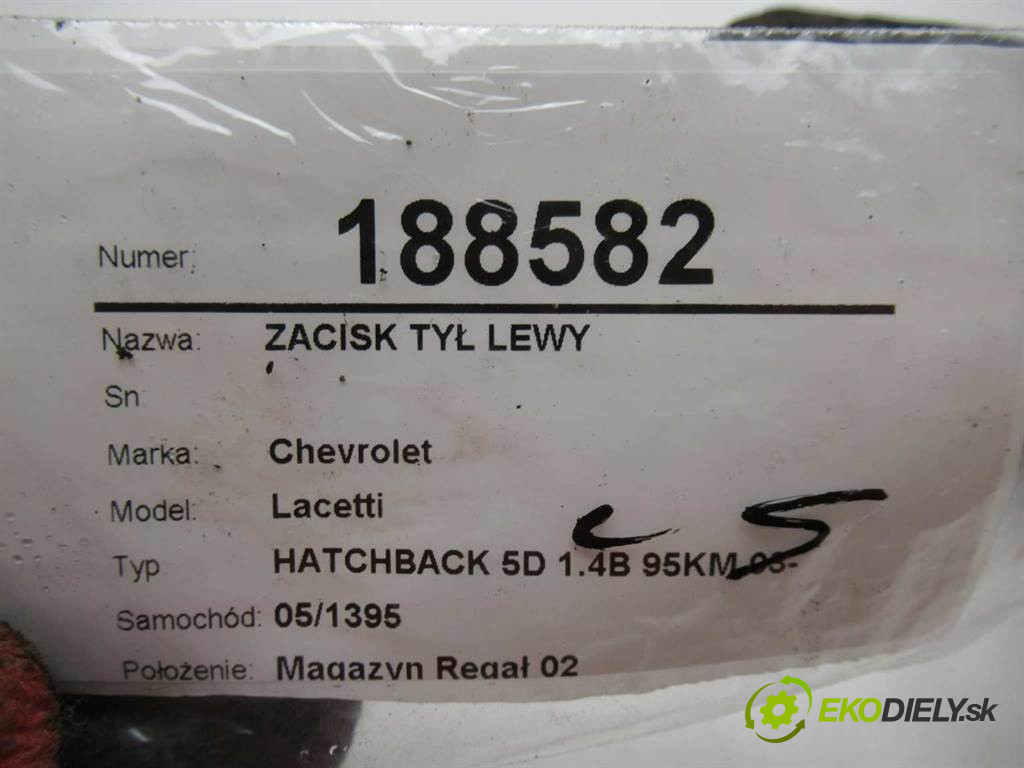 Numer: 188582
Nazwa: ZACISK TYŁ LEWY
Sn
Marka: Chevrolet
Model: Lacetti
Typ HATCHBACK 5D 1.4B 95KM 03-
Samochód: 05/1395
Położenie: Magazyn Regał 02
EKODIELY.sk